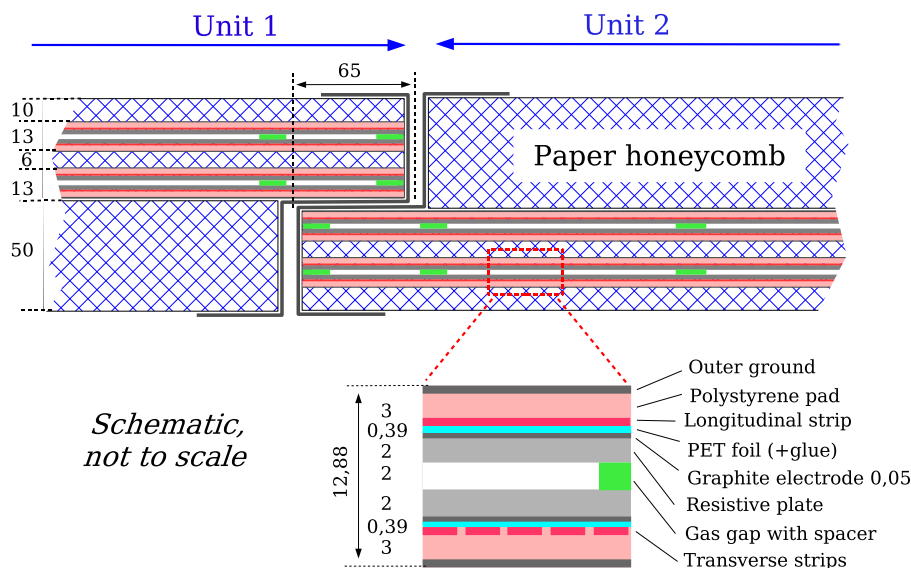 Unit 1
Unit 2
65
10
13
6
13
50
Paper honeycomb
Schematic,
not to scale
12,88
3
0,39
2
2
2
0,39
3
Outer ground
Polystyrene pad
Longitudinal strip
PET foil (+glue)
Graphite electrode 0,05
Resistive plate
Gas gap with spacer
Transverse strips